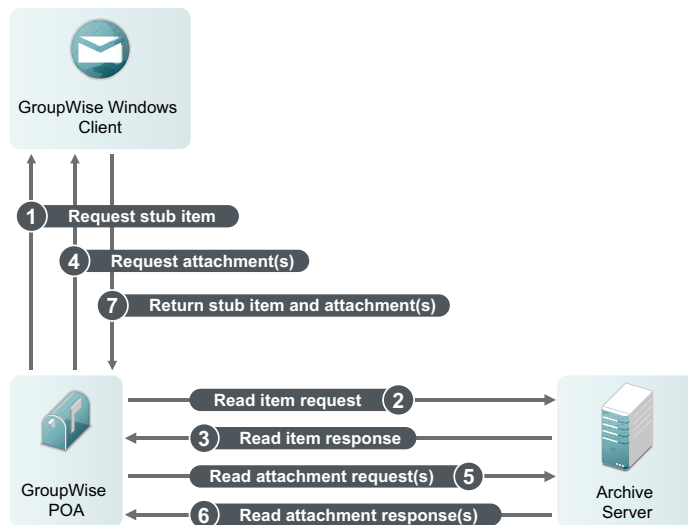 GroupWise Windows
Client
1 Request stub item
4 Request attachment(s)
7 Return stub item and attachment(s)
Read item request 2
3 Read item response
Read attachment request(s) 5
6 Read attachment response(s)
GroupWise
POA
Archive
Server